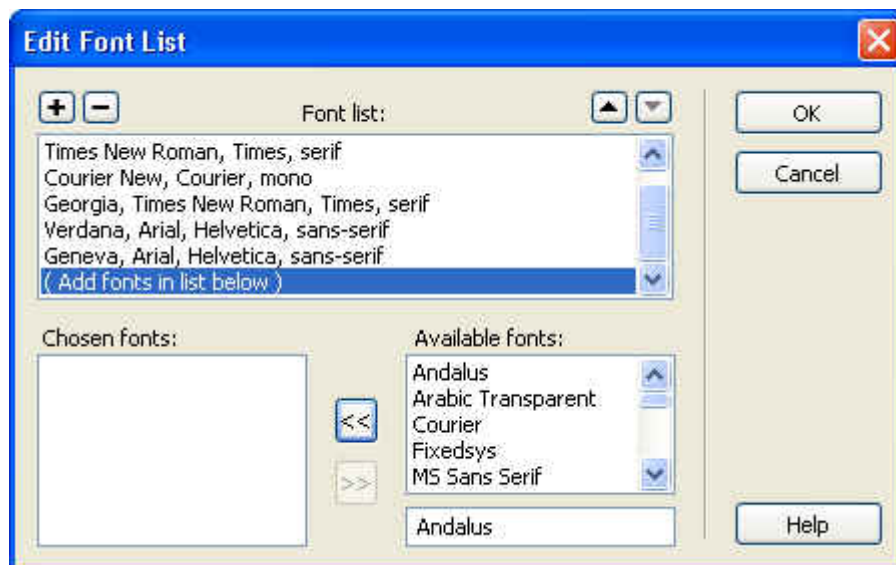 Edit Font List
Font list:
OK
Times New Roman, Times, serif
Courier New, Courier, mono
Georgia, Times New Roman, Times, serif
Verdana, Arial, Helvetica, sans-serif
Geneva, Arial, Helvetica, sans-serif
( Add fonts in list below )
Cancel
Chosen fonts:
Available fonts:
Andalus
Arabic Transparent
Courier
Fixedsys
MS Sans Serif
<<
>>
Andalus
Help